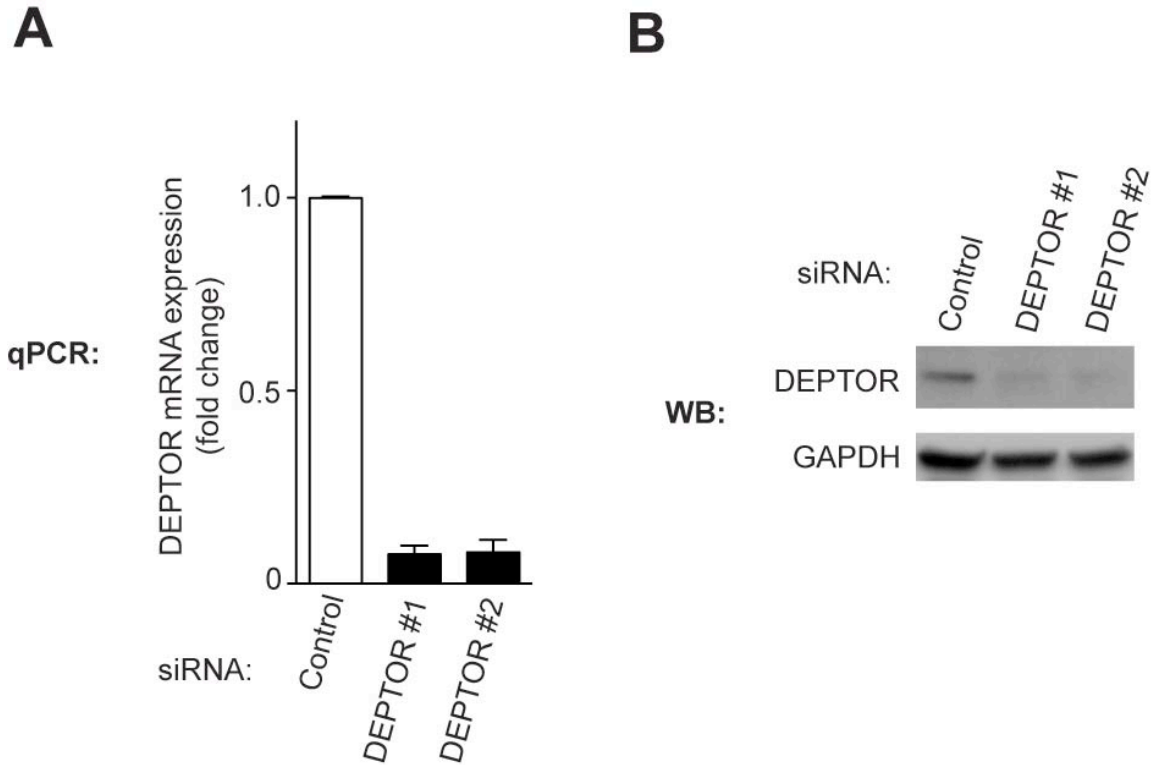 A
qPCR:
DEPTOR mRNA expression
(fold change)
1.0
0.5
0
siRNA:
Control
DEPTOR #1
DEPTOR #2
B
siRNA:
Control
DEPTOR #1
DEPTOR #2
WB:
DEPTOR
GAPDH